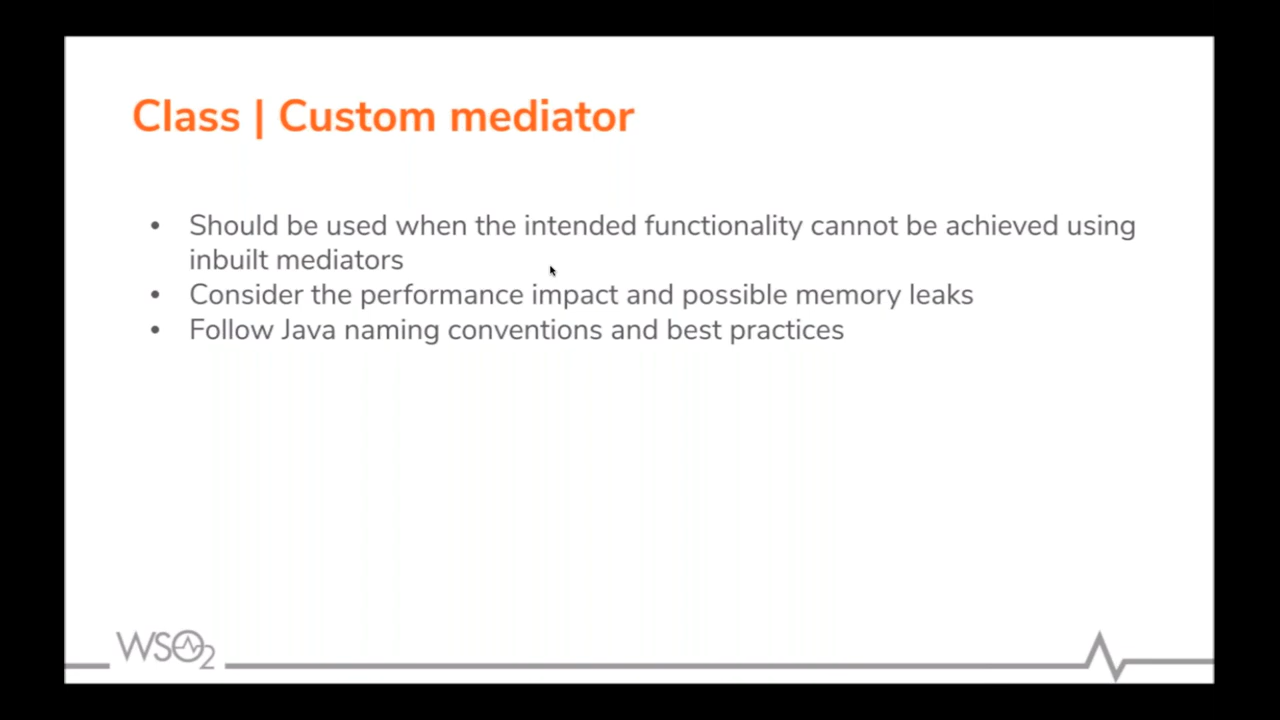 Class | Custom mediator
• Should be used when the intended functionality cannot be achieved using
inbuilt mediators
• Consider the performance impact and possible memory leaks
• Follow Java naming conventions and best practices
WSO2